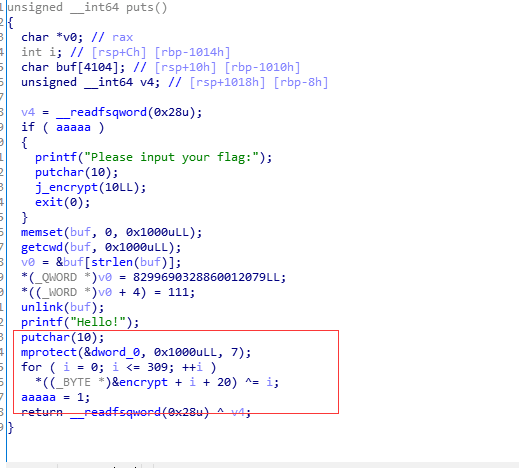 unsigned __int64 puts()
{
char *v0; // rax
int i; // [rsp+Ch] [rbp-1014h]
char buf[4104]; // [rsp+10h] [rbp-1010h]
unsigned __int64 v4; // [rsp+1018h] [rbp-8h]
v4 = __readfsqword(0x28u);
if ( aaaaa )
{
printf("Please input your flag:");
putchar(10);
j_encrypt(10LL);
exit(0);
}
memset(buf, 0, 0x1000uLL);
getcwd(buf, 0x1000uLL);
v0 = &buf[strlen(buf)];
*(_QWORD *)v0 = 8299690328860012079LL;
*((_WORD *)v0 + 4) = 111;
unlink(buf);
printf("Hello!");
putchar(10);
mprotect(&dword_0, 0x1000uLL, 7);
for ( i = 0; i <= 309; ++i )
*((_BYTE *)&encrypt + i + 20) ^= i;
aaaaa = 1;
return __readfsqword(0x28u) ^ v4;
}